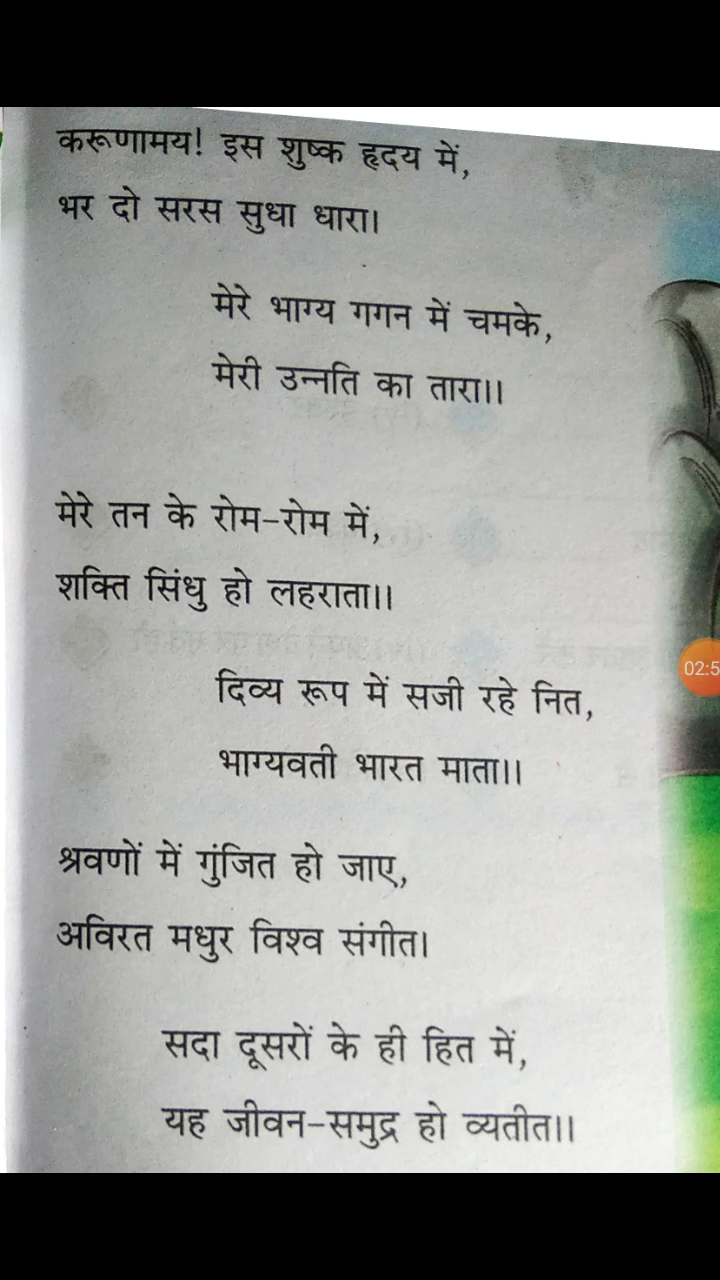 करूणामय! इस शुष्क हृदय में,
भर दो सरस सुधा धारा।
मेरे भाग्य गगन में चमके,
मेरी उन्नति का तारा।।
मेरे तन के रोम-रोम में,
शक्ति सिंधु हो लहराता।।
दिव्य रूप में सजी रहे नित,
भाग्यवती भारत माता।।
श्रवणों में गुंजित हो जाए,
अविरत मधुर विश्व संगीत।
सदा दूसरों के ही हित में,
यह जीवन-समुद्र हो व्यतीत।।